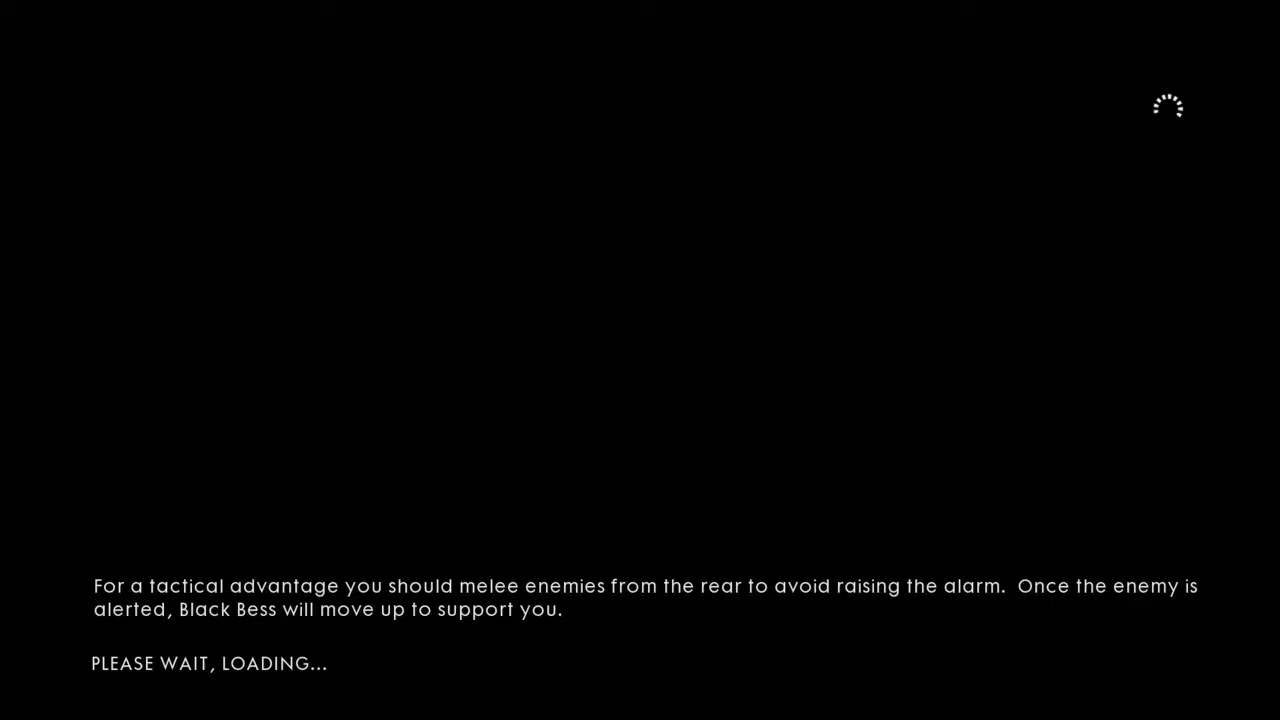 For a tactical advantage you should melee enemies from the rear to avoid raising the alarm.  Once the enemy is
alerted, Black Bess will move up to support you.
PLEASE WAIT, LOADING...